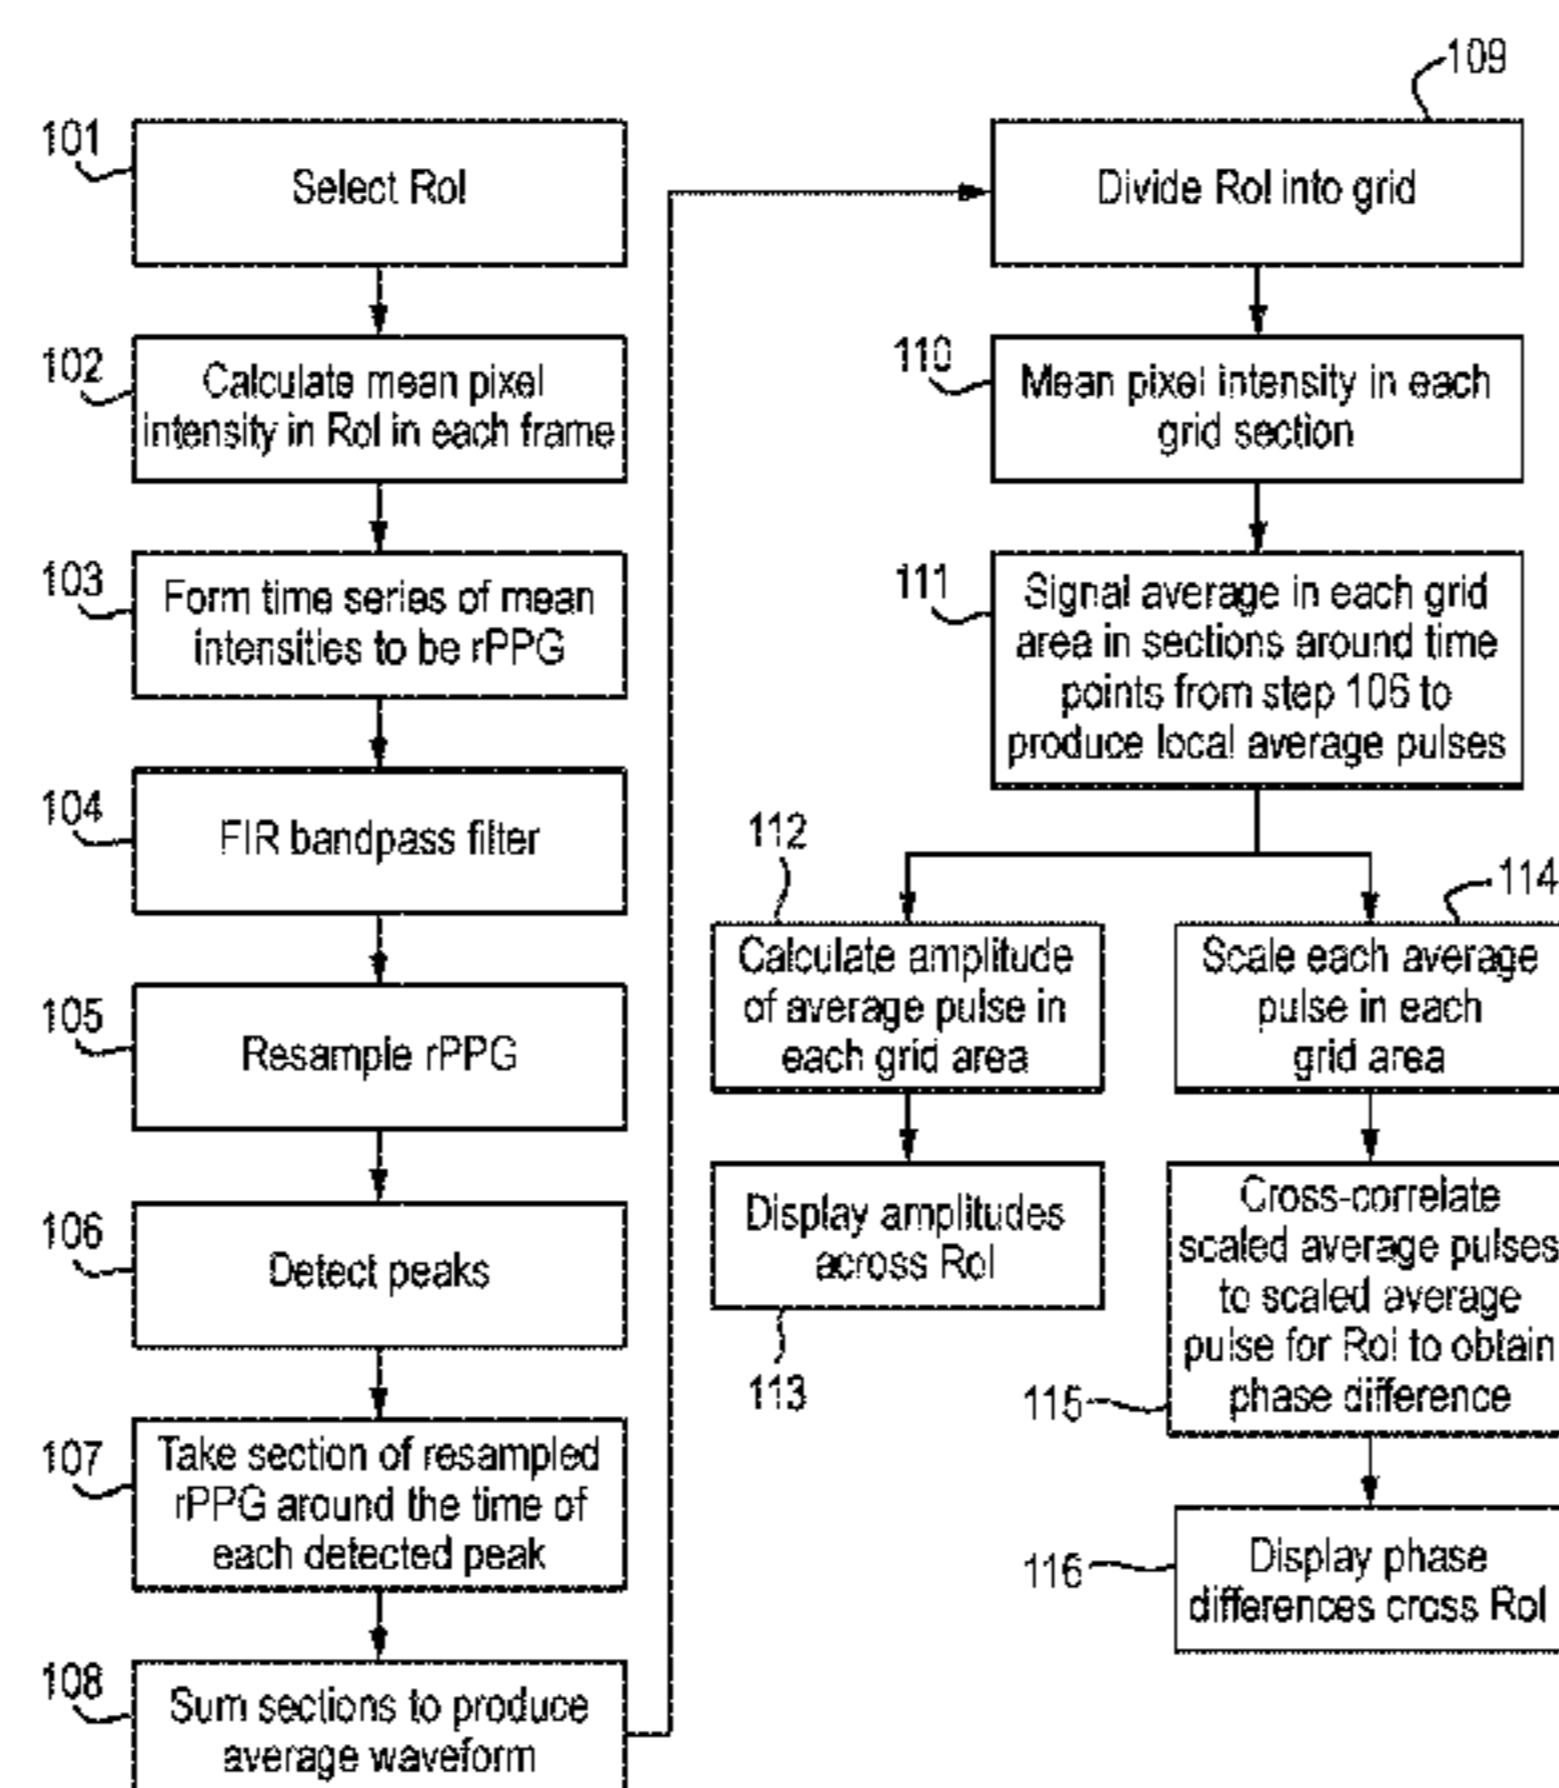 101
Select RoI
102
Calculate mean pixel
intensity in RoI in each frame
103
Form time series of mean
intensities to be rPPG
104
FIR bandpass filter
105
Resample rPPG
106
Detect peaks
107
Take section of resampled
rPPG around the time of
each detected peak
108
Sum sections to produce
average waveform
109
Divide RoI into grid
110
Mean pixel intensity in each
grid section
111
Signal average in each grid
area in sections around time
points from step 106 to
produce local average pulses
112
Calculate amplitude
of average pulse in
each grid area
Display amplitudes
across RoI
113
114
Scale each average
pulse in each
grid area
115
Cross-correlate
scaled average pulses
to scaled average
pulse for RoI to obtain
phase difference
116
Display phase
differences cross RoI